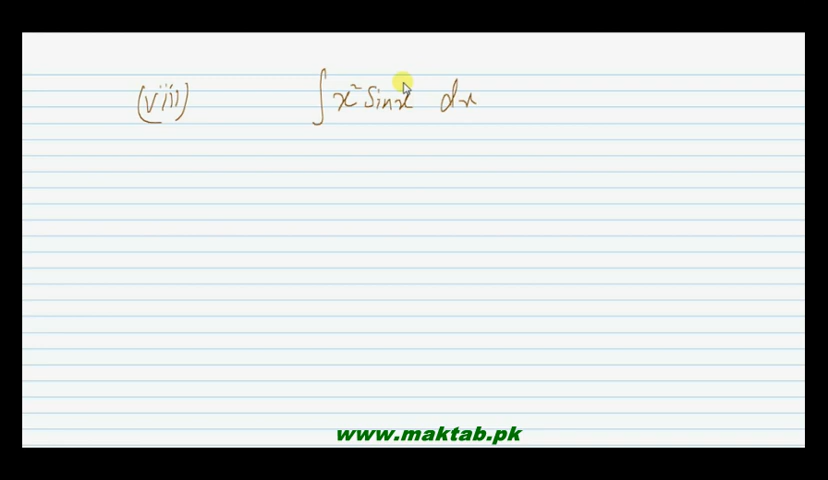 (viii) ∫ x² Sinx dx
www.maktab.pk